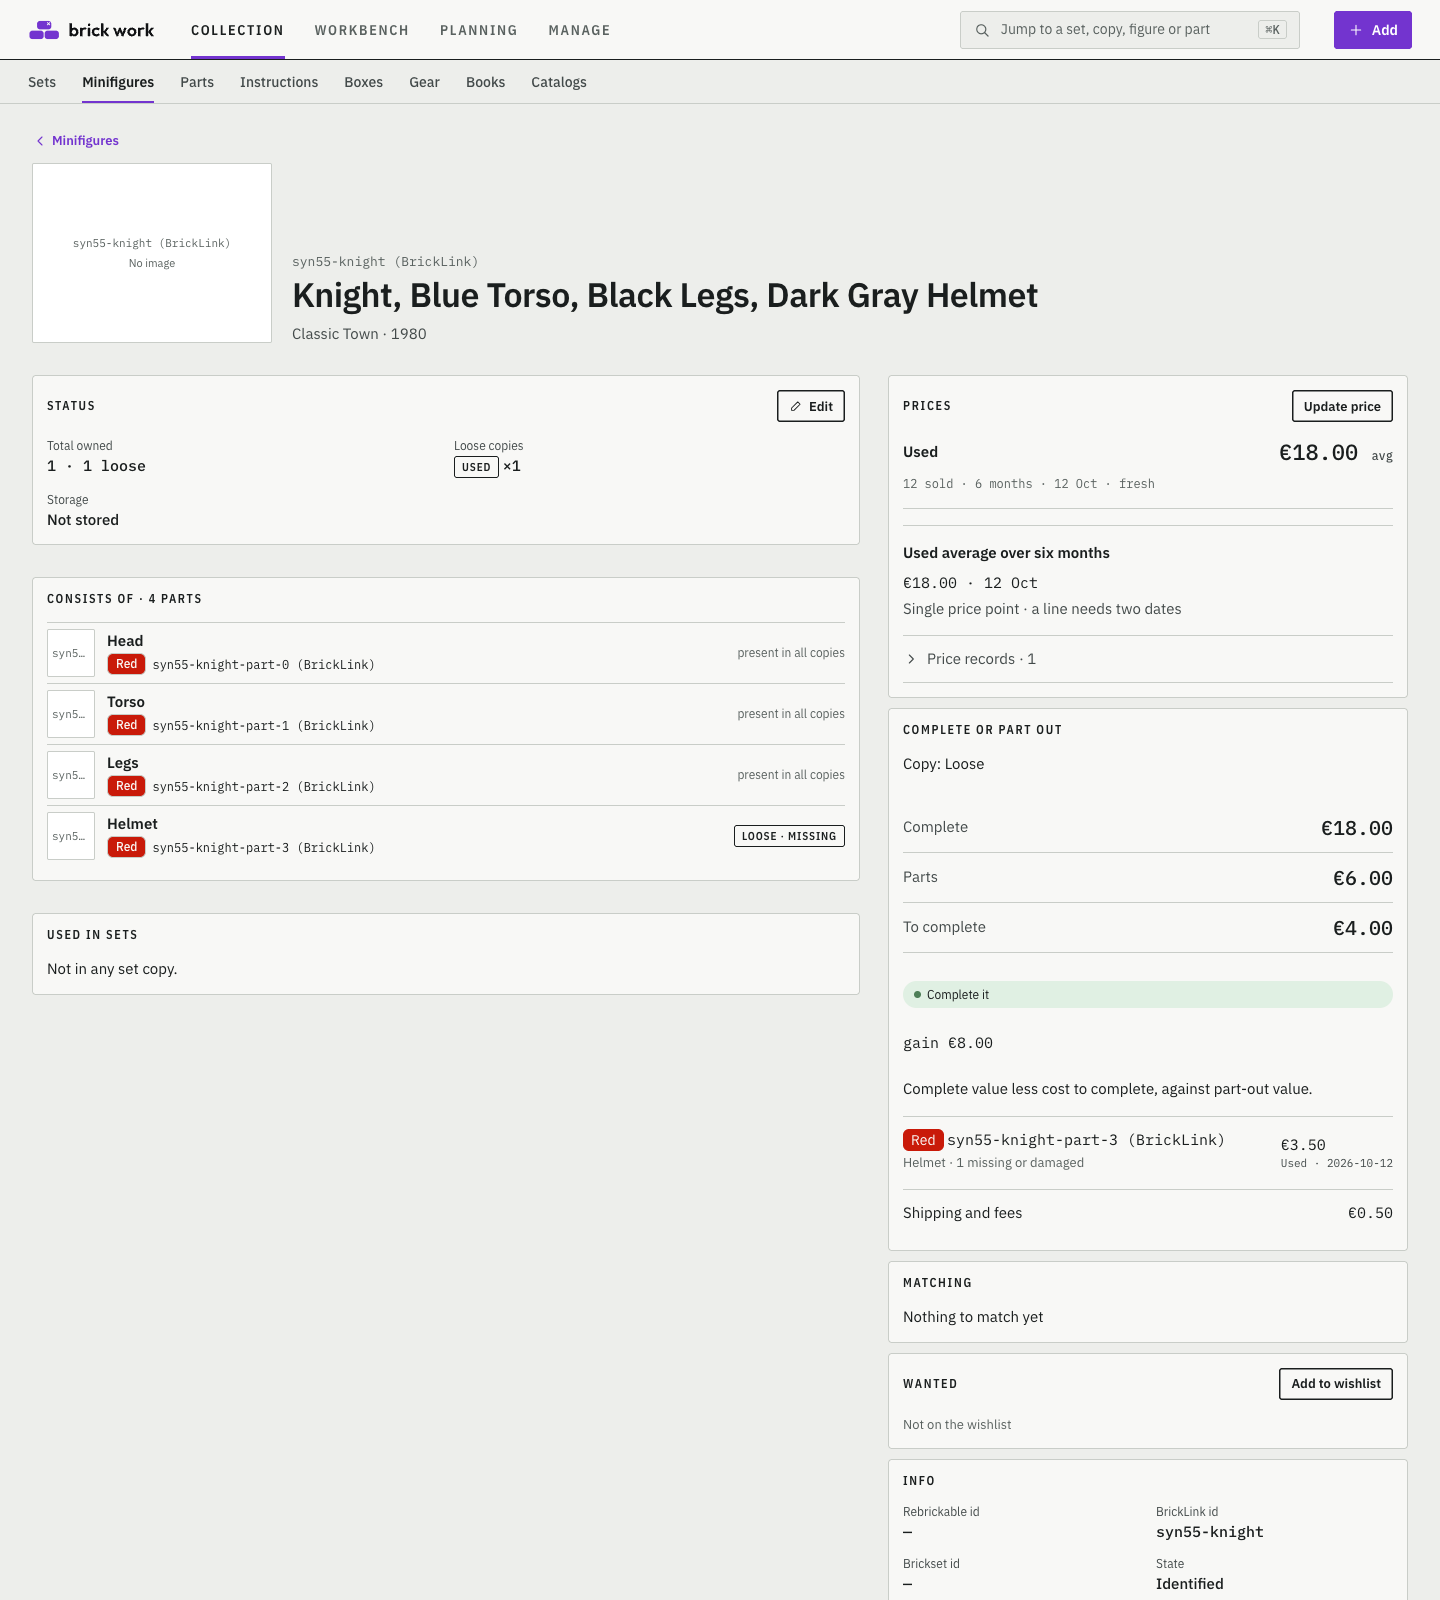 brick work
COLLECTION WORKBENCH PLANNING MANAGE
Jump to a set, copy, figure or part ⌘K
+ Add
Sets Minifigures Parts Instructions Boxes Gear Books Catalogs
Minifigures
syn55-knight (BrickLink)
No image
syn55-knight (BrickLink)
Knight, Blue Torso, Black Legs, Dark Gray Helmet
Classic Town · 1980
STATUS
Edit
Total owned
1 · 1 loose
Loose copies
USED ×1
Storage
Not stored
CONSISTS OF · 4 PARTS
syn5…
Head
Red syn55-knight-part-0 (BrickLink)
present in all copies
syn5…
Torso
Red syn55-knight-part-1 (BrickLink)
present in all copies
syn5…
Legs
Red syn55-knight-part-2 (BrickLink)
present in all copies
syn5…
Helmet
Red syn55-knight-part-3 (BrickLink)
LOOSE · MISSING
USED IN SETS
Not in any set copy.
PRICES
Update price
Used €18.00 avg
12 sold · 6 months · 12 Oct · fresh
Used average over six months
€18.00 · 12 Oct
Single price point · a line needs two dates
Price records · 1
COMPLETE OR PART OUT
Copy: Loose
Complete €18.00
Parts €6.00
To complete €4.00
Complete it
gain €8.00
Complete value less cost to complete, against part-out value.
Red syn55-knight-part-3 (BrickLink)
Helmet · 1 missing or damaged
€3.50
Used · 2026-10-12
Shipping and fees €0.50
MATCHING
Nothing to match yet
WANTED
Add to wishlist
Not on the wishlist
INFO
Rebrickable id
—
BrickLink id
syn55-knight
Brickset id
—
State
Identified